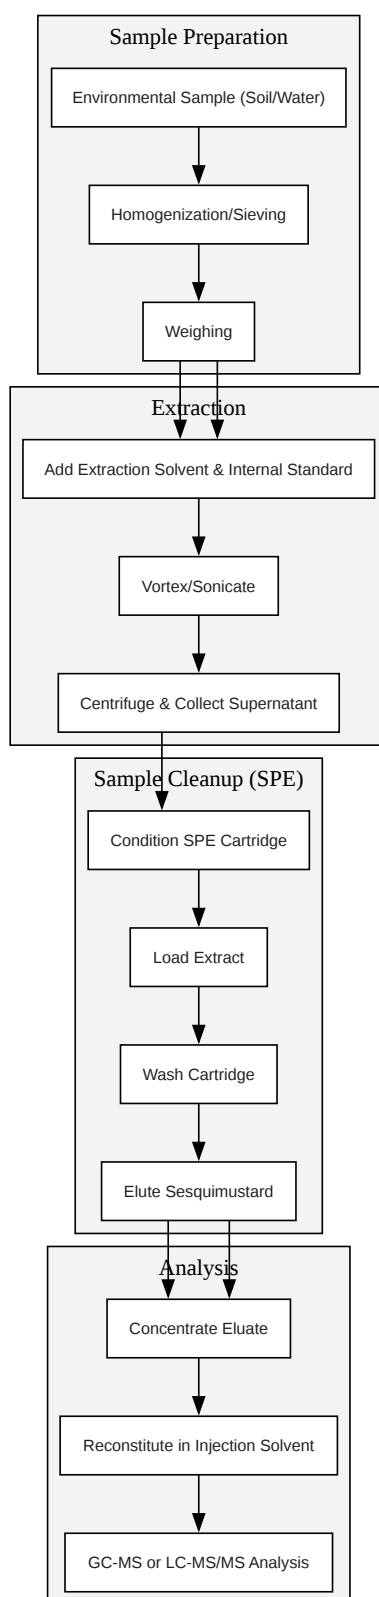 Sample Preparation
Environmental Sample (Soil/Water)
Homogenization/Sieving
Weighing
Extraction
Add Extraction Solvent & Internal Standard
Vortex/Sonicate
Centrifuge & Collect Supernatant
Sample Cleanup (SPE)
Condition SPE Cartridge
Load Extract
Wash Cartridge
Elute Sesquimustard
Analysis
Concentrate Eluate
Reconstitute in Injection Solvent
GC-MS or LC-MS/MS Analysis